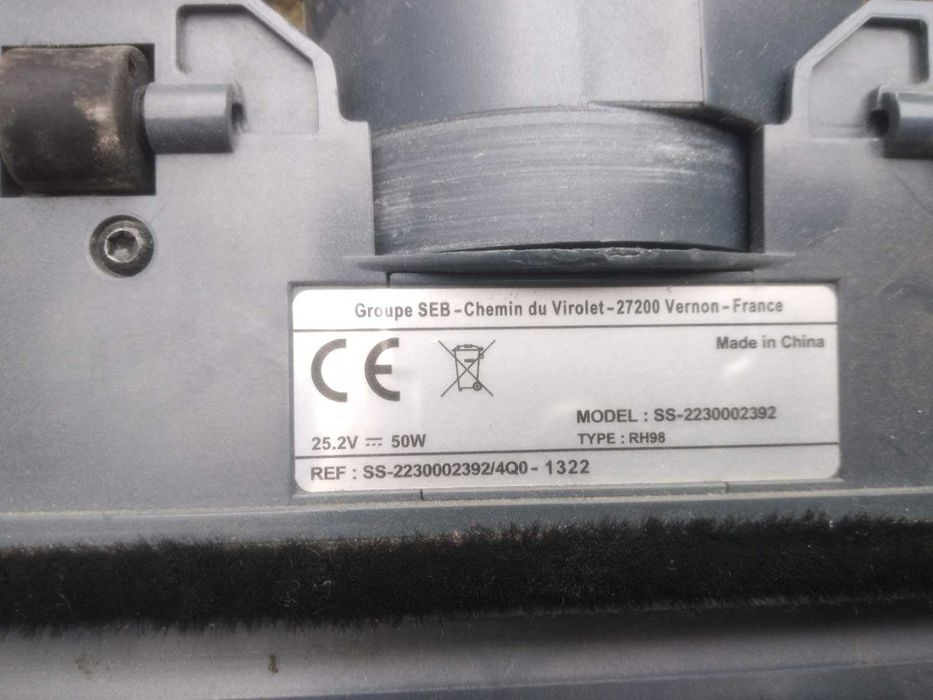 Groupe SEB - Chemin du Virolet - 27200 Vernon - France
CE
Made in China
MODEL : SS-2230002392
25.2V ⎓ 50W
TYPE : RH98
REF : SS-2230002392/4Q0 - 1322